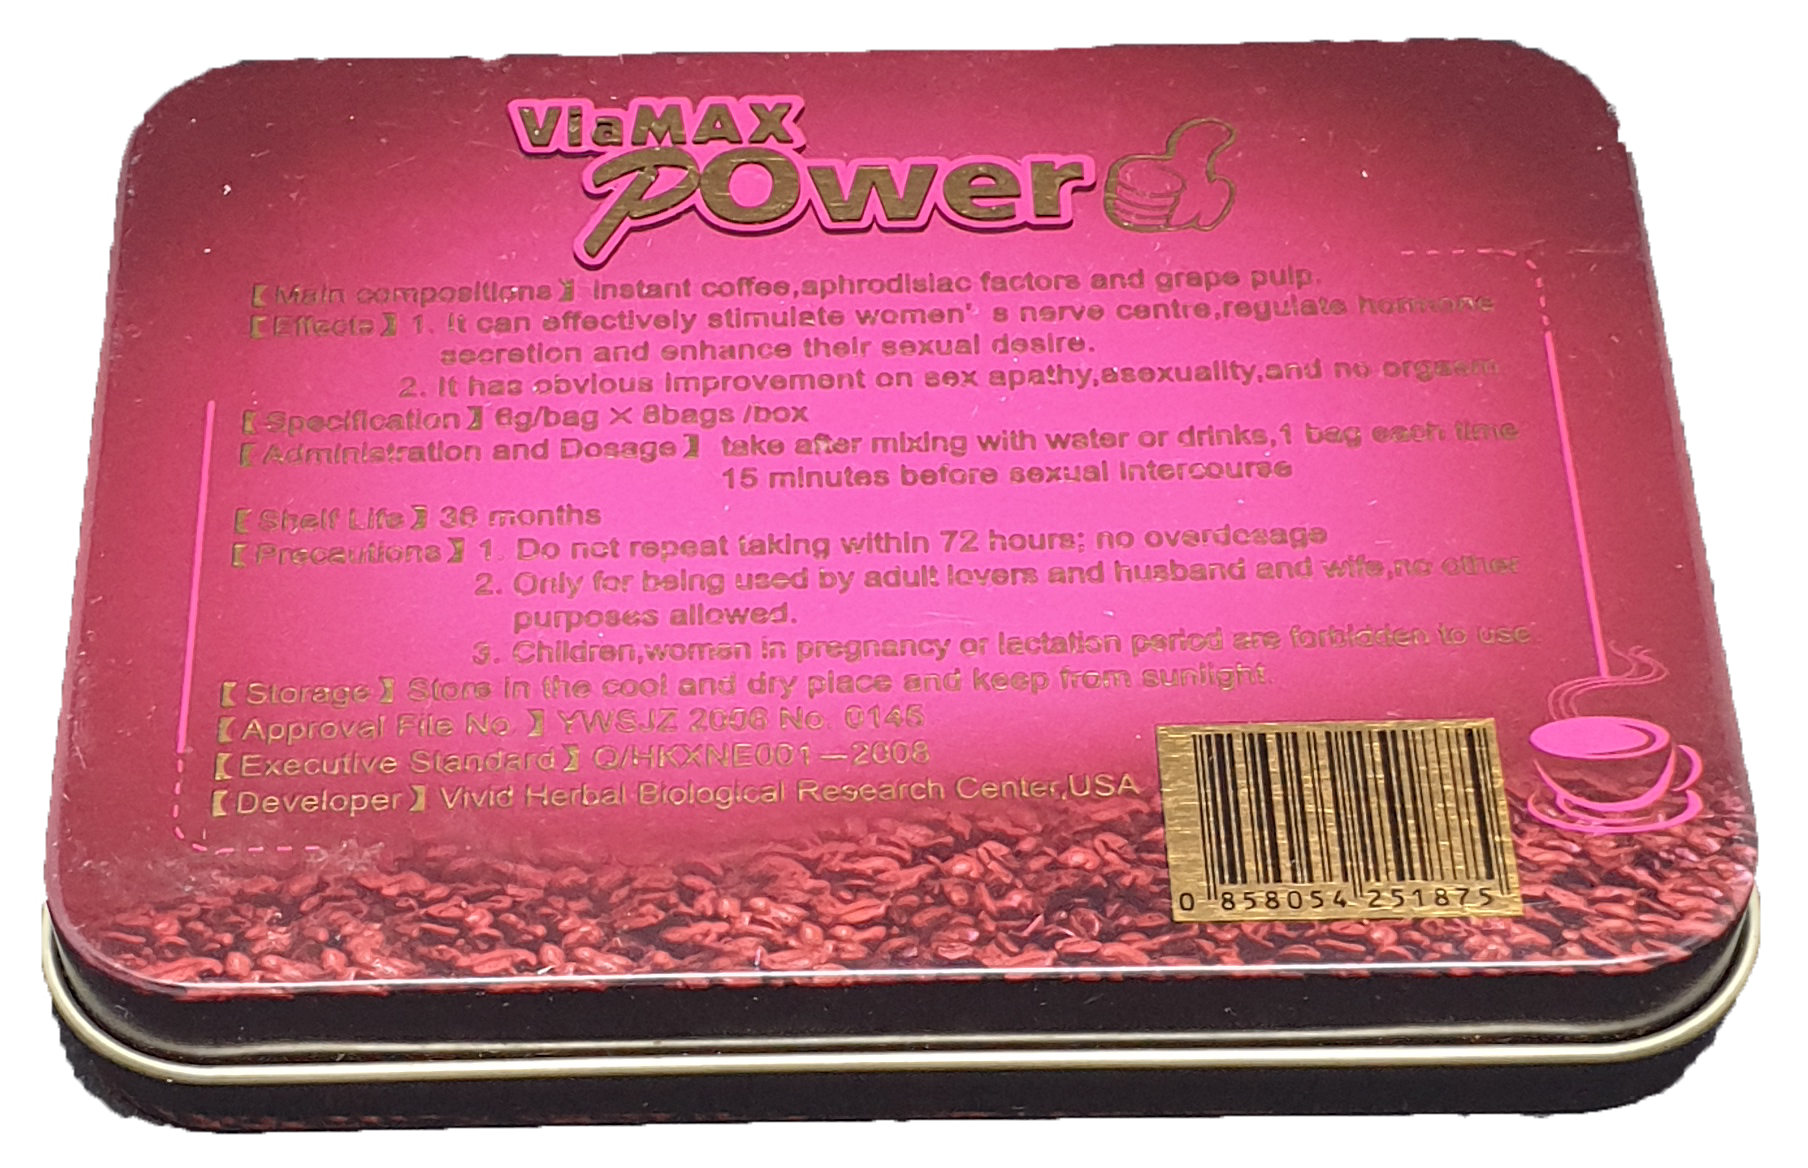 ViaMAX
Power
【Main compositions】 instant coffee,aphrodisiac factors and grape pulp.
【Effects】 1. It can effectively stimulate women' s nerve centre,regulate hormone
secretion and enhance their sexual desire.
2. It has obvious improvement on sex apathy,asexuality,and no orgasm
【Specification】 6g/bag × 8bags /box
【Administration and Dosage】 take after mixing with water or drinks,1 bag each time
15 minutes before sexual intercourse
【Shelf Life】 36 months
【Precautions】 1. Do not repeat taking within 72 hours; no overdosage
2. Only for being used by adult lovers and husband and wife,no other
purposes allowed.
3. Children,women in pregnancy or lactation period are forbidden to use
【Storage】 Store in the cool and dry place and keep from sunlight.
【Approval File No.】 YWSJZ 2006 No. 0145
【Executive Standard】 Q/HKXNE001—2008
【Developer】 Vivid Herbal Biological Research Center,USA
0 858054 251875